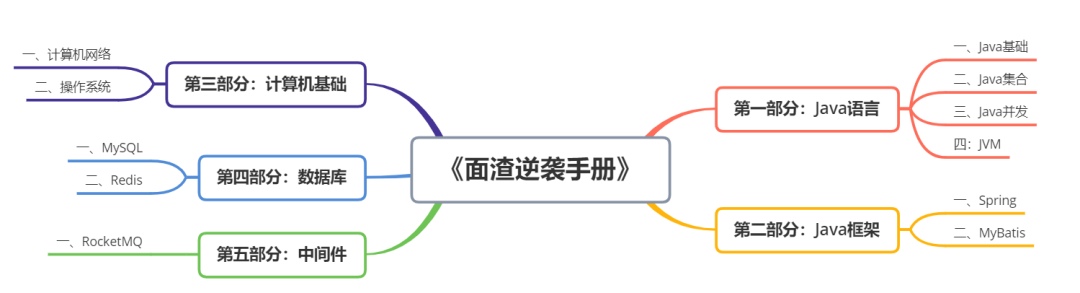 《面渣逆袭手册》
第一部分：Java语言
一、Java基础
二、Java集合
三、Java并发
四：JVM
第二部分：Java框架
一、Spring
二、MyBatis
第三部分：计算机基础
一、计算机网络
二、操作系统
第四部分：数据库
一、MySQL
二、Redis
第五部分：中间件
一、RocketMQ